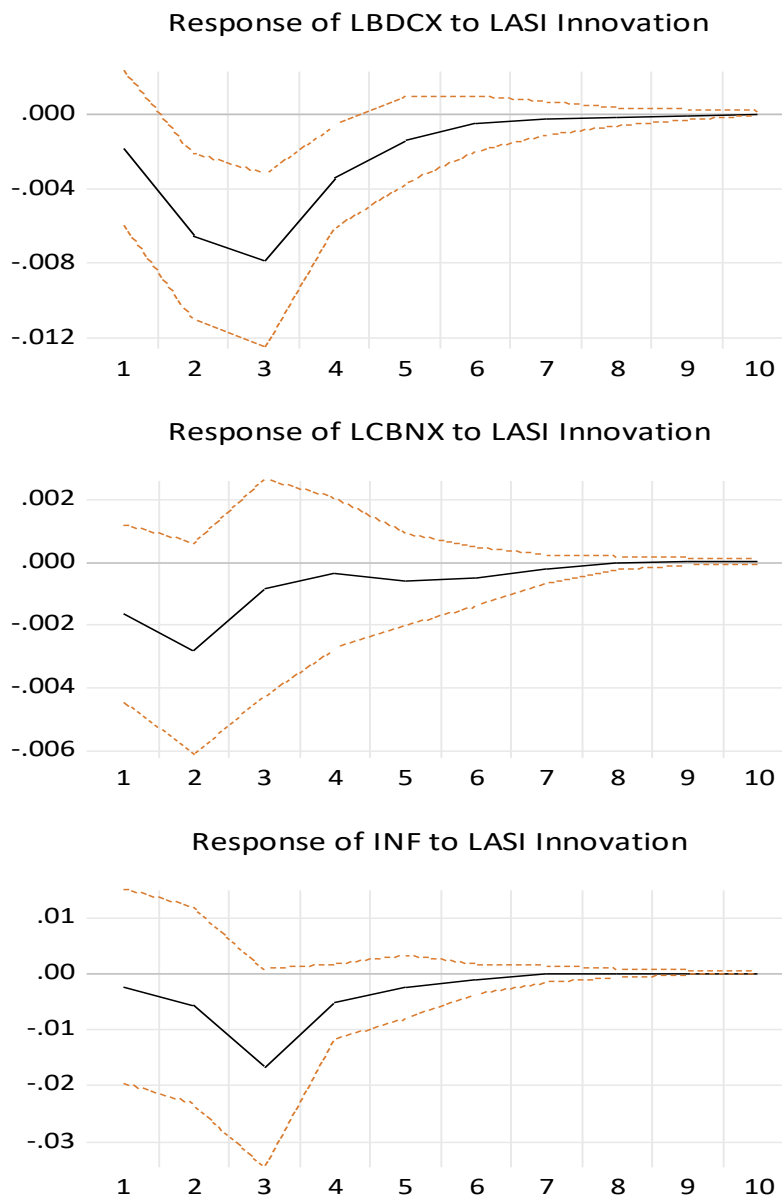 Response of LBDCX to LASI Innovation
.000
-.004
-.008
-.012
1 2 3 4 5 6 7 8 9 10
Response of LCBNX to LASI Innovation
.002
.000
-.002
-.004
-.006
1 2 3 4 5 6 7 8 9 10
Response of INF to LASI Innovation
.01
.00
-.01
-.02
-.03
1 2 3 4 5 6 7 8 9 10